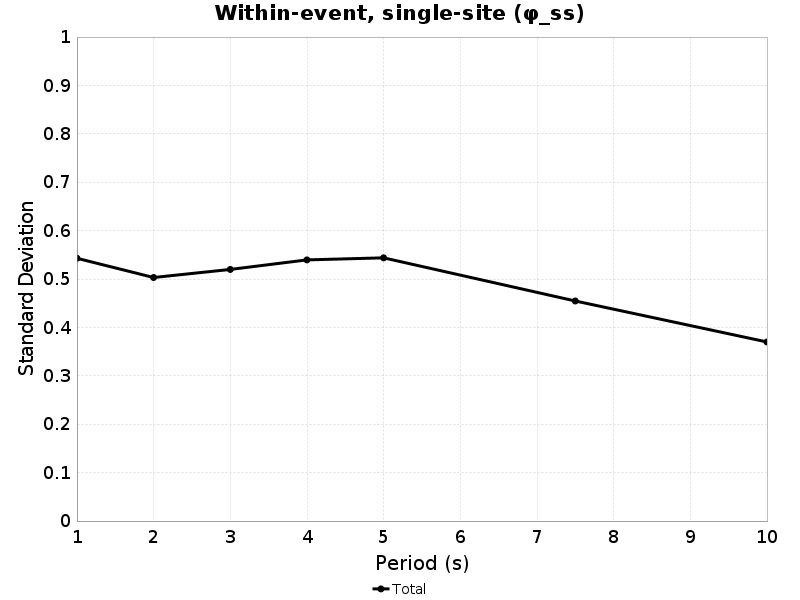 Within-event, single-site (φ_ss)
1
0.9
0.8
0.7
0.6
0.5
0.4
0.3
0.2
0.1
0
Standard Deviation
1 2 3 4 5 6 7 8 9 10
Period (s)
Total